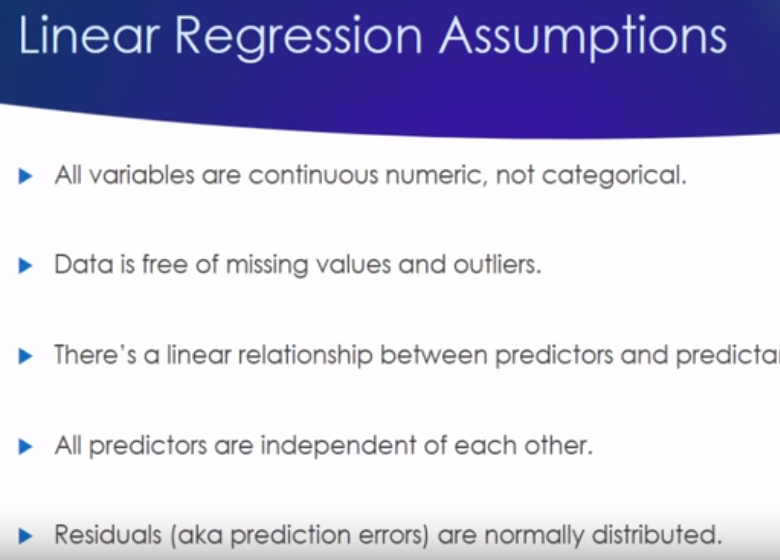 Linear Regression Assumptions
All variables are continuous numeric, not categorical.
Data is free of missing values and outliers.
There's a linear relationship between predictors and
All predictors are independent of each other.
Residuals (aka prediction errors) are normally distributed.